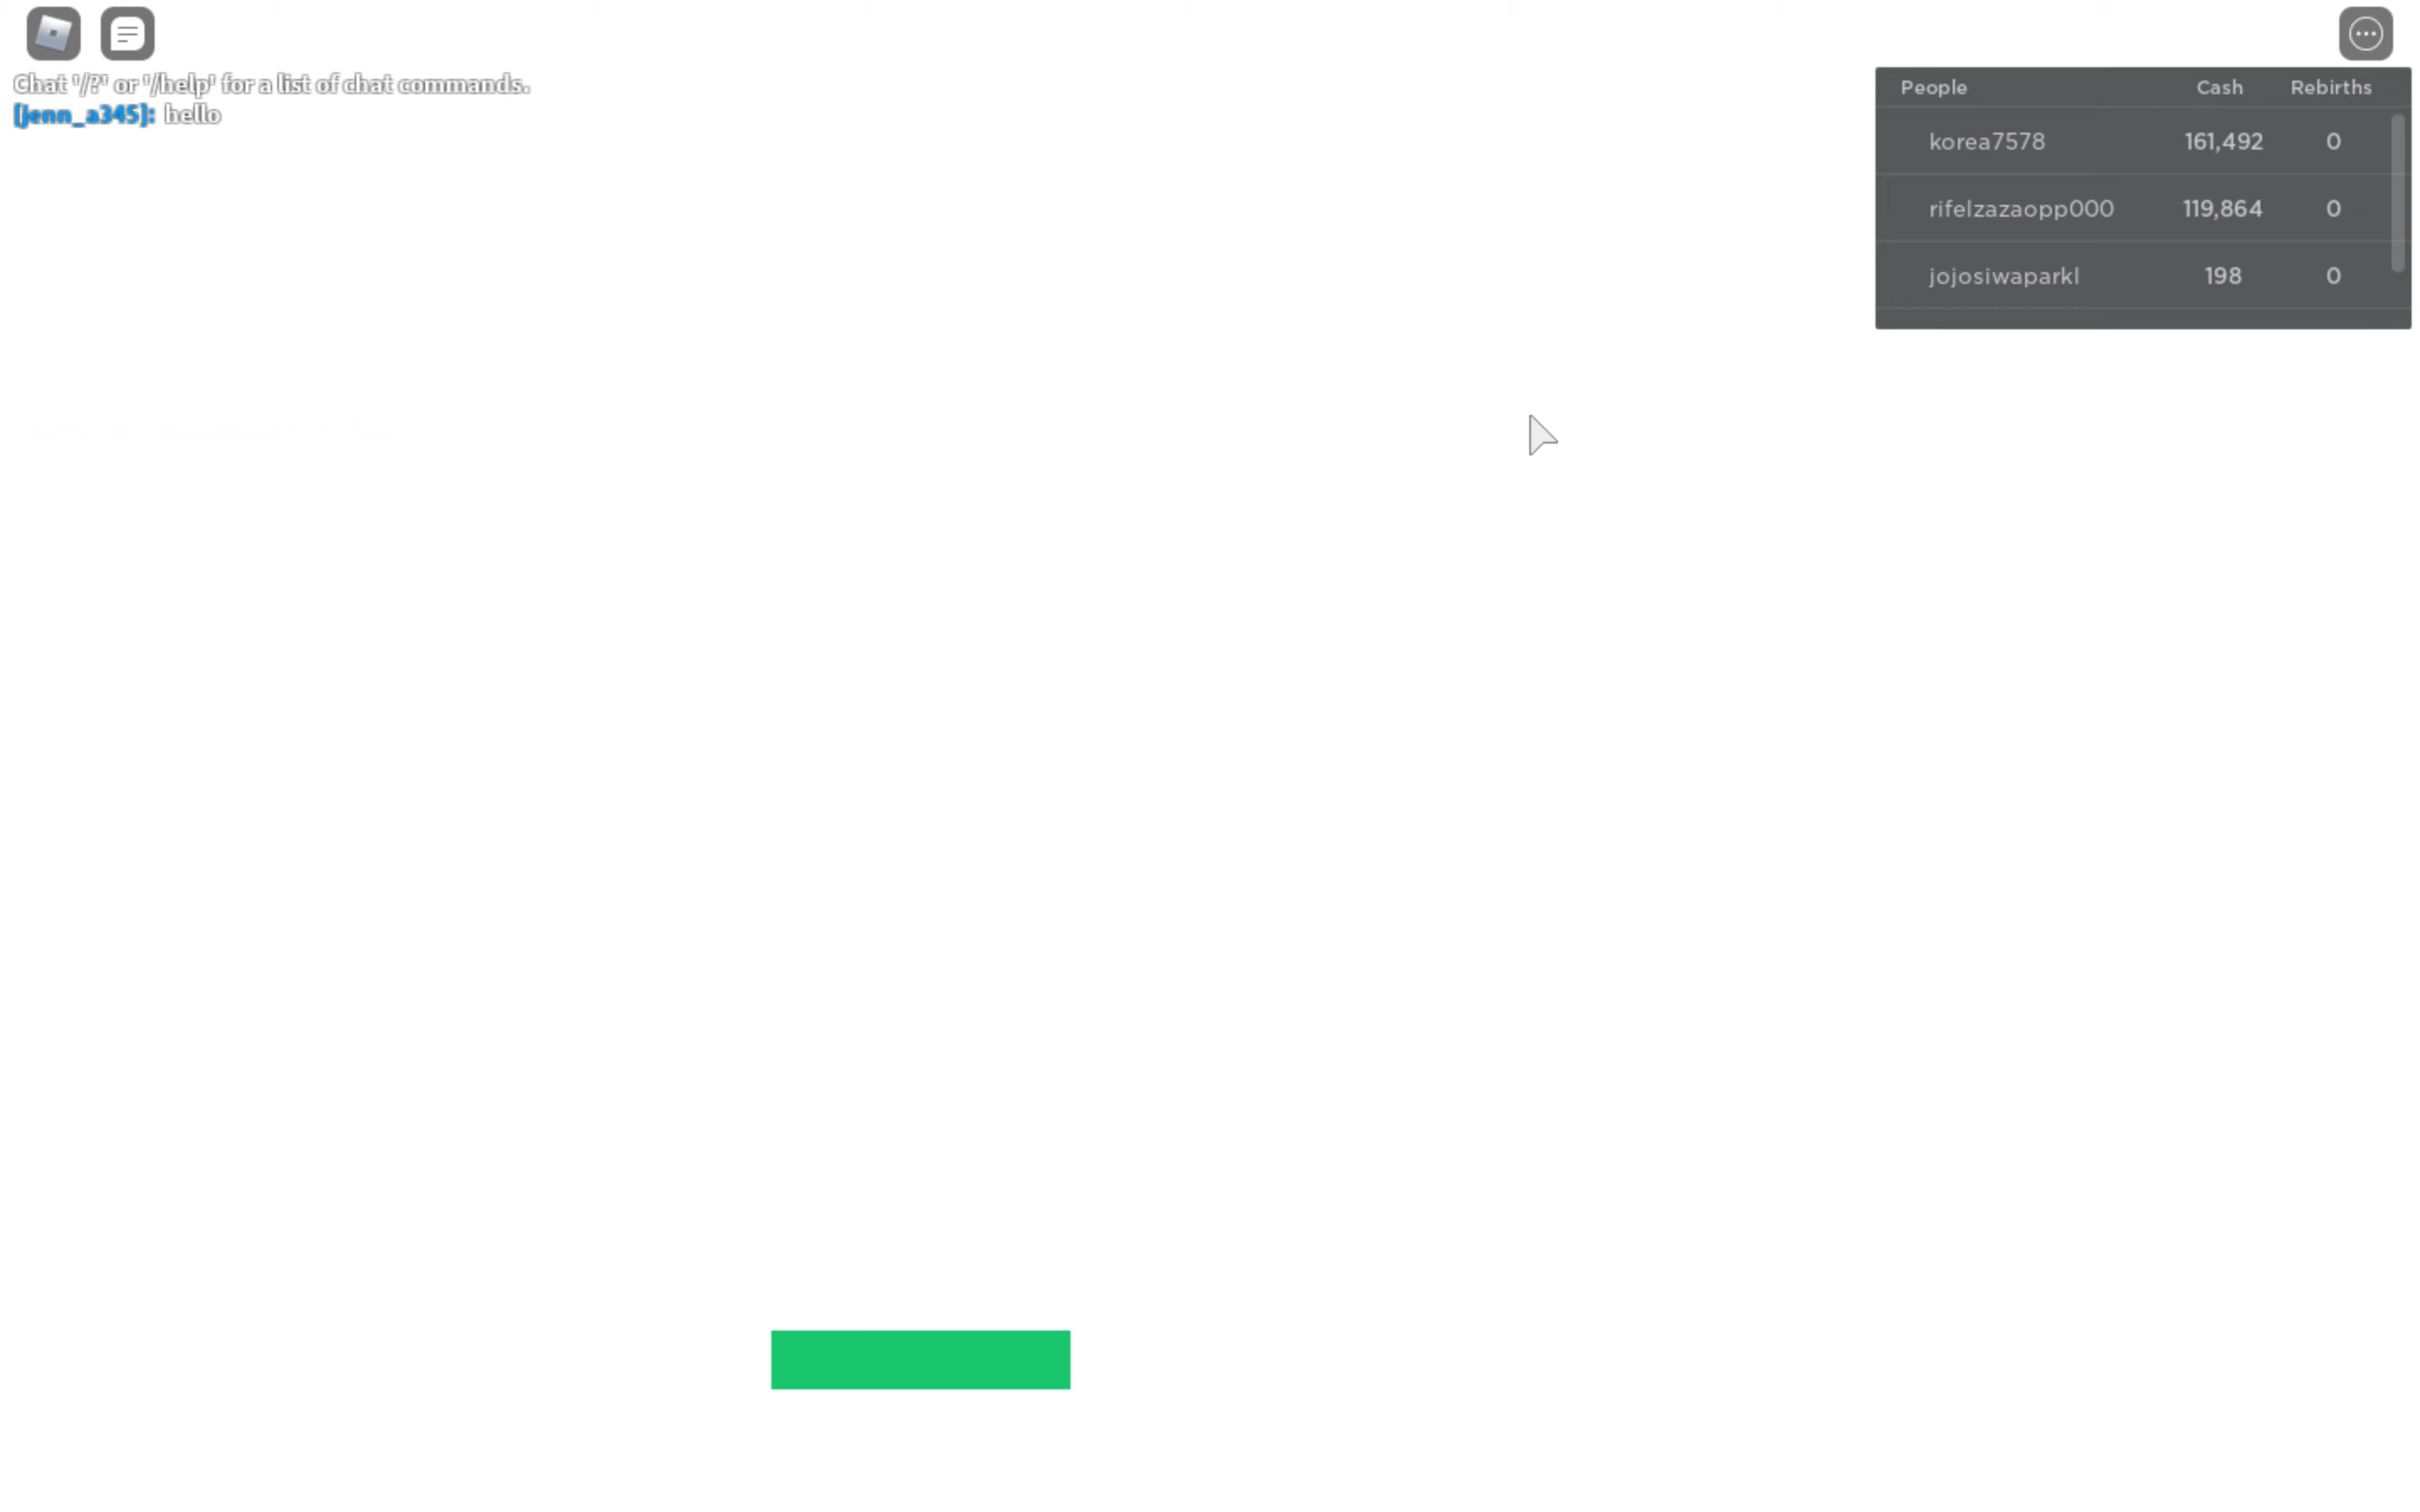 Chat '/?' or '/help' for a list of chat commands.
[jenn_a345]: hello
People Cash Rebirths
korea7578 161,492 0
rifelzazaopp000 119,864 0
jojosiwaparkl 198 0